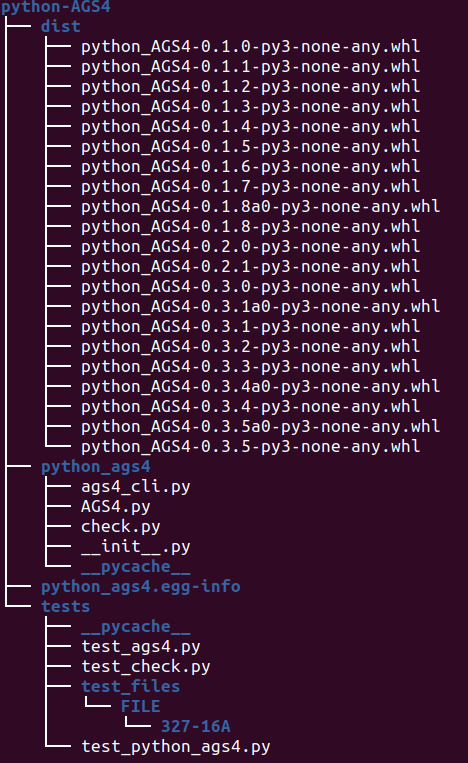 python-AGS4
dist
python_AGS4-0.1.0-py3-none-any.whl
python_AGS4-0.1.1-py3-none-any.whl
python_AGS4-0.1.2-py3-none-any.whl
python_AGS4-0.1.3-py3-none-any.whl
python_AGS4-0.1.4-py3-none-any.whl
python_AGS4-0.1.5-py3-none-any.whl
python_AGS4-0.1.6-py3-none-any.whl
python_AGS4-0.1.7-py3-none-any.whl
python_AGS4-0.1.8a0-py3-none-any.whl
python_AGS4-0.1.8-py3-none-any.whl
python_AGS4-0.2.0-py3-none-any.whl
python_AGS4-0.2.1-py3-none-any.whl
python_AGS4-0.3.0-py3-none-any.whl
python_AGS4-0.3.1a0-py3-none-any.whl
python_AGS4-0.3.1-py3-none-any.whl
python_AGS4-0.3.2-py3-none-any.whl
python_AGS4-0.3.3-py3-none-any.whl
python_AGS4-0.3.4a0-py3-none-any.whl
python_AGS4-0.3.4-py3-none-any.whl
python_AGS4-0.3.5a0-py3-none-any.whl
python_AGS4-0.3.5-py3-none-any.whl
python_ags4
ags4_cli.py
AGS4.py
check.py
__init__.py
__pycache__
python_ags4.egg-info
tests
__pycache__
test_ags4.py
test_check.py
test_files
FILE
327-16A
test_python_ags4.py